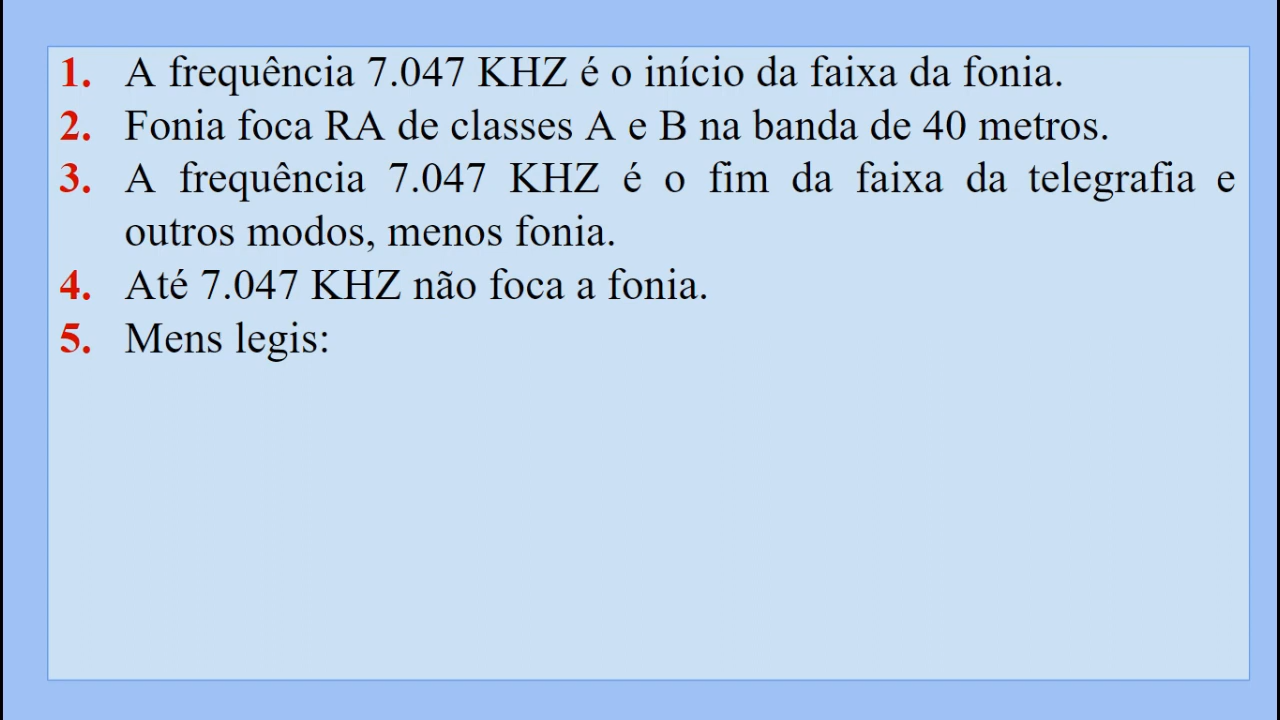 1. A frequência 7.047 KHZ é o início da faixa da fonia.
2. Fonia foca RA de classes A e B na banda de 40 metros.
3. A frequência 7.047 KHZ é o fim da faixa da telegrafia e
outros modos, menos fonia.
4. Até 7.047 KHZ não foca a fonia.
5. Mens legis: